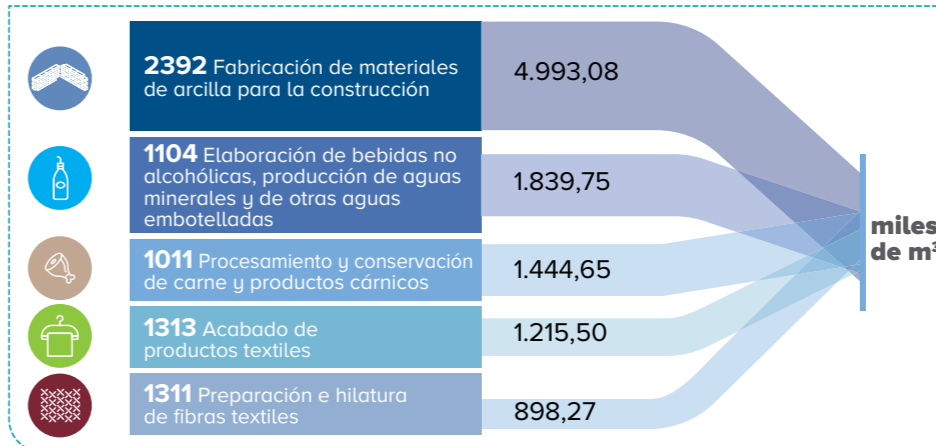 2392 Fabricación de materiales
de arcilla para la construcción
4.993,08
1104 Elaboración de bebidas no
alcohólicas, producción de aguas
minerales y de otras aguas
embotelladas
1.839,75
1011 Procesamiento y conservación
de carne y productos cárnicos
1.444,65
1313 Acabado de
productos textiles
1.215,50
1311 Preparación e hilatura
de fibras textiles
898,27
miles
de m³